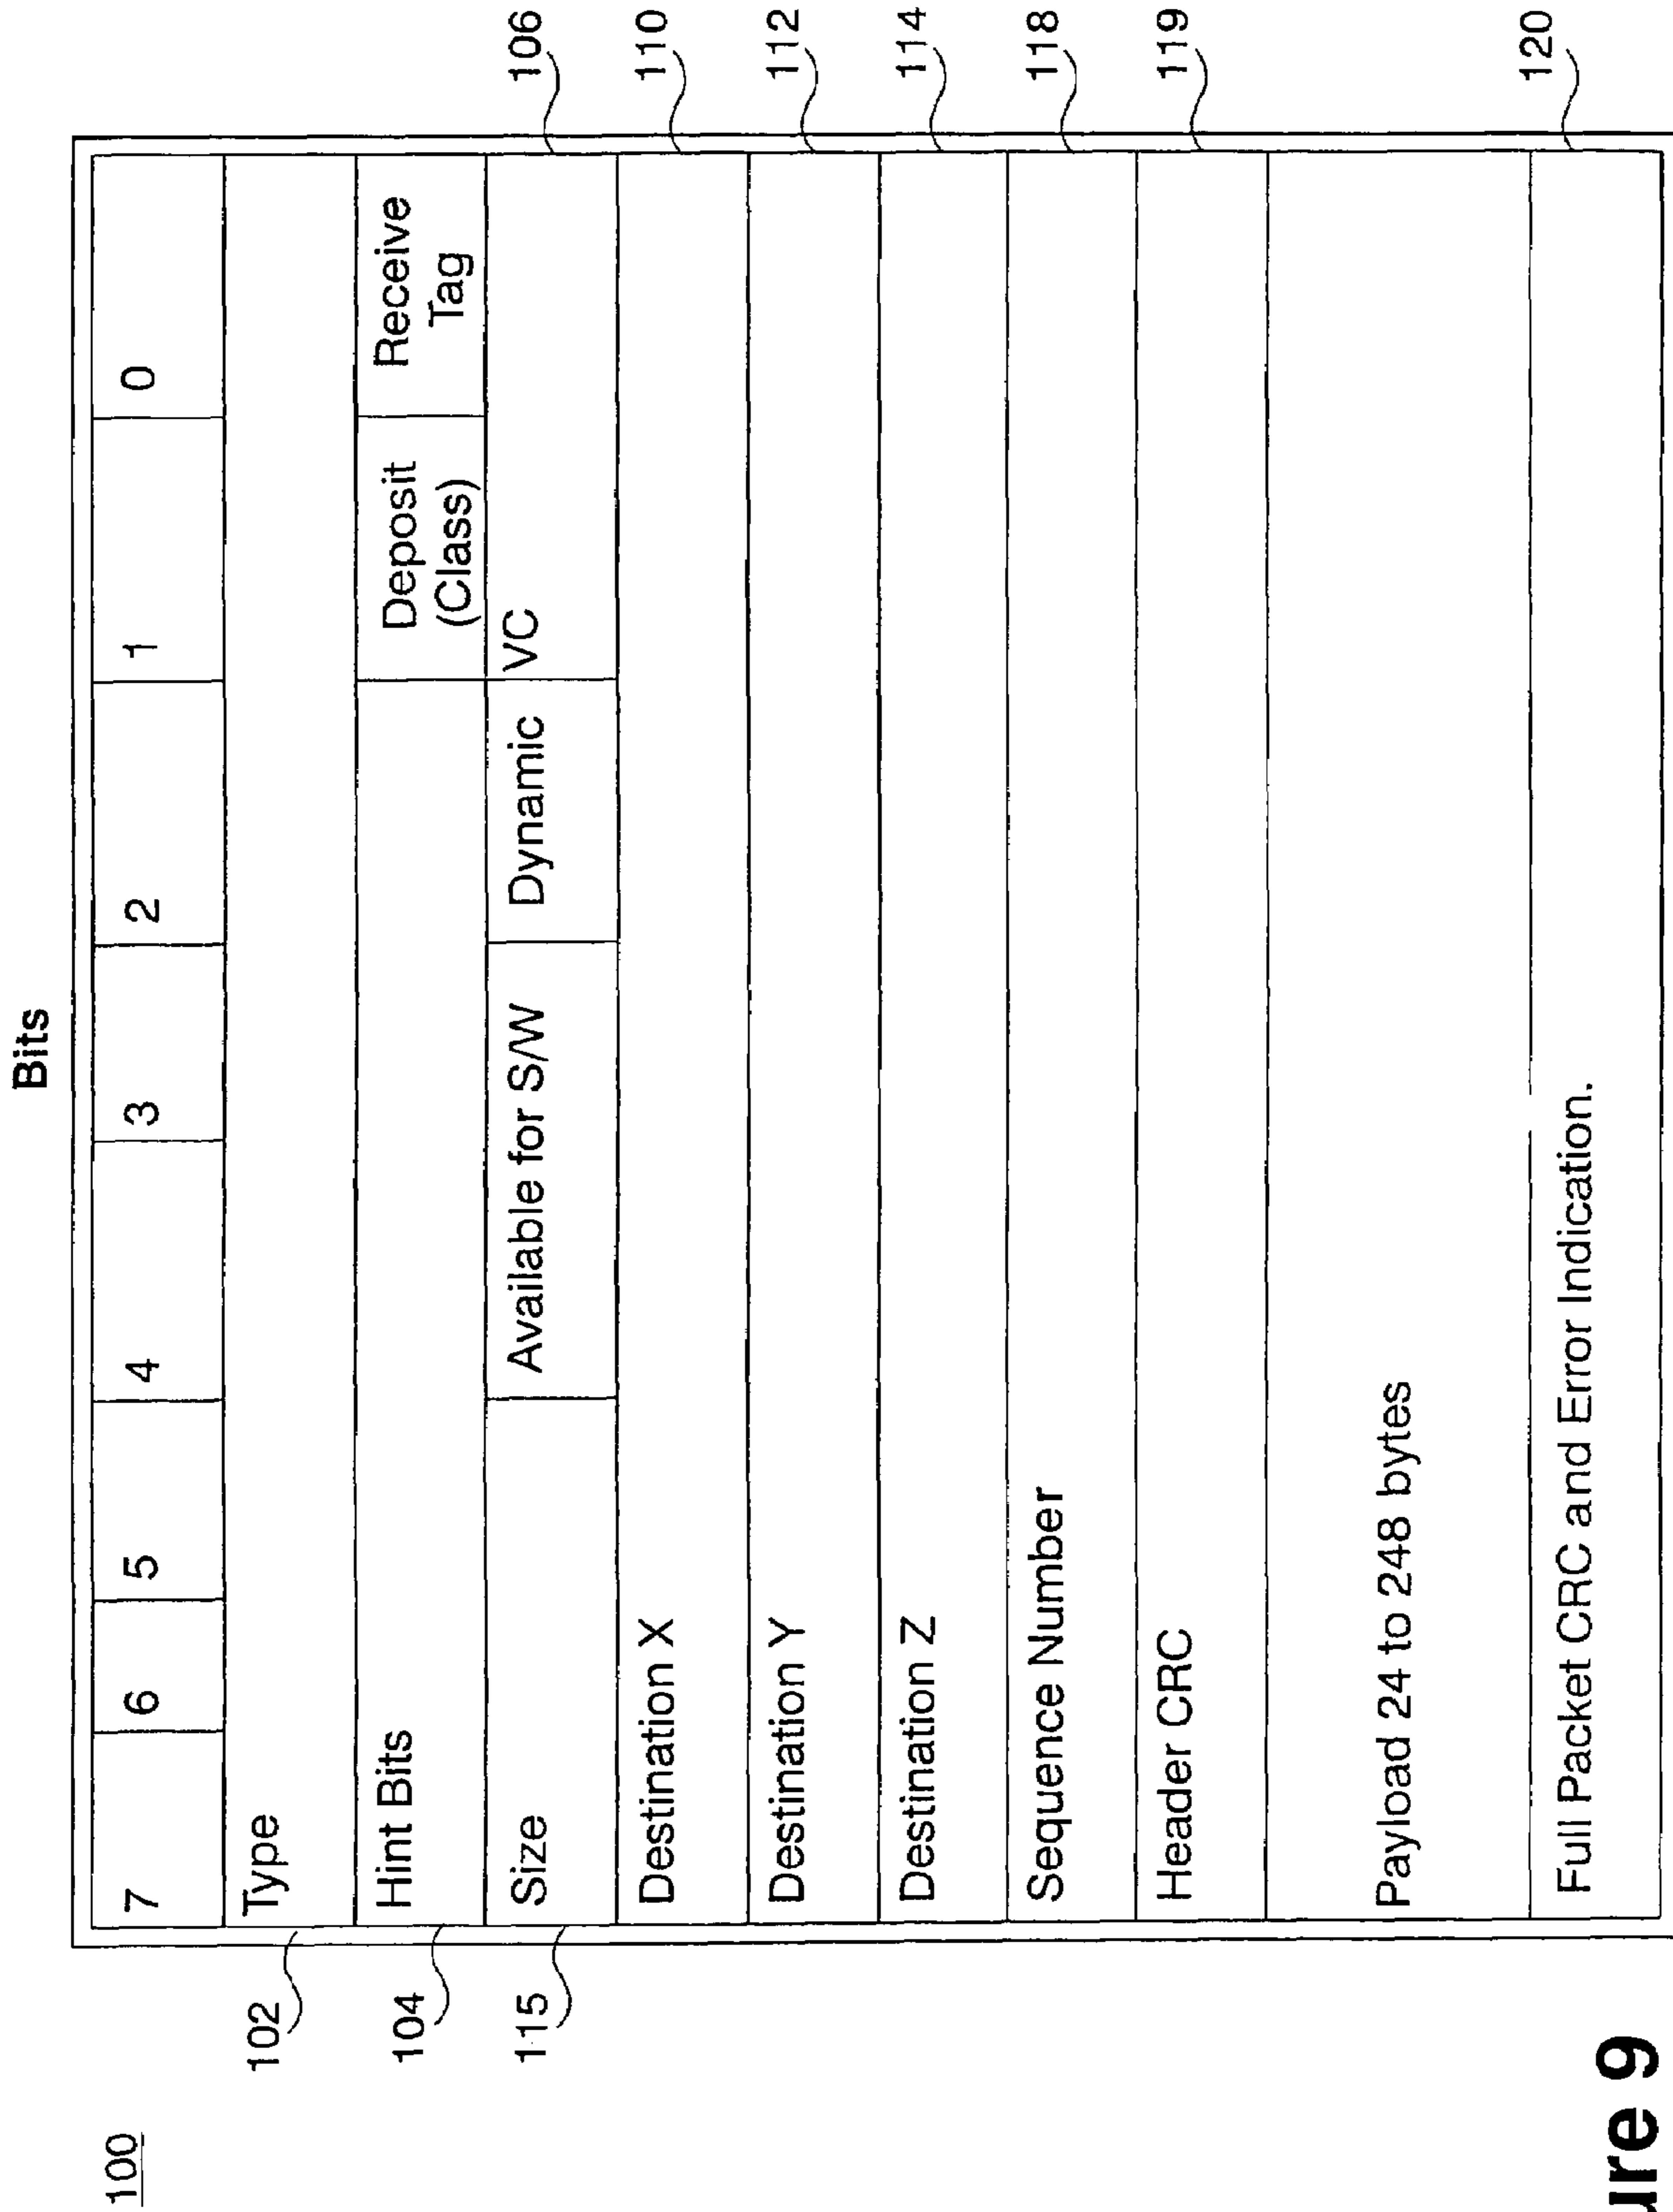 100
Bits
7 6 5 4 3 2 1 0
102 Type
104 Hint Bits Deposit (Class) Receive Tag
115 Size Available for S/W Dynamic VC 106
Destination X 110
Destination Y 112
Destination Z 114
Sequence Number 118
Header CRC 119
Payload 24 to 248 bytes
Full Packet CRC and Error Indication. 120
ure 9